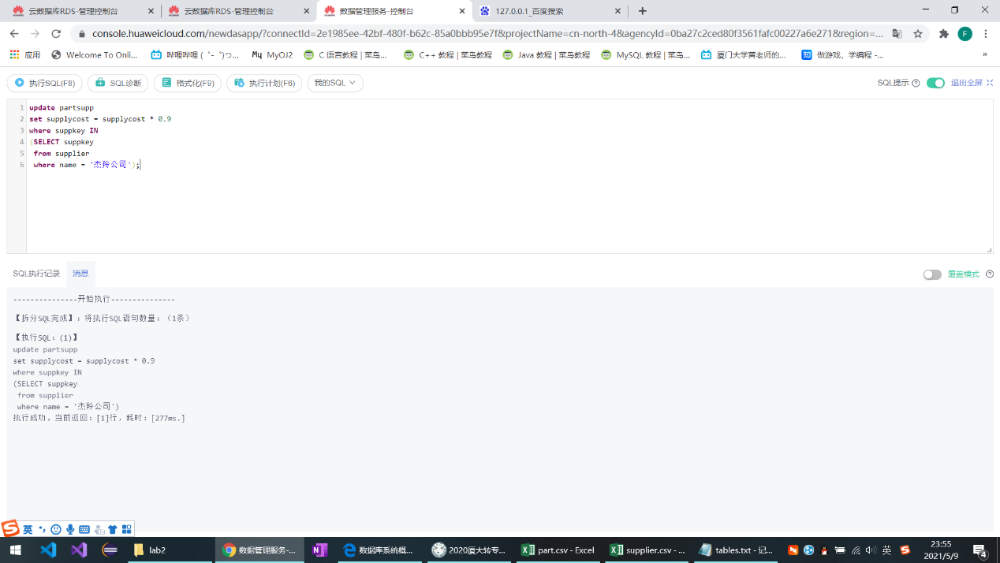 云数据库RDS-管理控制台
云数据库RDS-管理控制台
数据管理服务-控制台
127.0.0.1_百度搜索
console.huaweicloud.com/newdasapp/?connectId=2e1985ee-42bf-480f-b62c-85a0bbb95e7f&projectName=cn-north-4&agencyId=0ba27c2ced80f3561fafc00227a6e271&region=...
应用
Welcome To Onli...
哔哩哔哩 (゜-゜)つ...
MyOJ2
C 语言教程 | 菜鸟...
C++ 教程 | 菜鸟教程
Java 教程 | 菜鸟教程
MySQL 教程 | 菜鸟...
厦门大学黄老师的...
知 做游戏，学编程 -...
»
执行SQL(F8)
SQL诊断
格式化(F9)
执行计划(F6)
我的SQL
SQL提示
退出全屏
1 update partsupp
2 set supplycost = supplycost * 0.9
3 where suppkey IN
4 (SELECT suppkey
5 from supplier
6 where name = '杰羚公司');
SQL执行记录
消息
覆盖模式
---------------开始执行---------------
【拆分SQL完成】：将执行SQL语句数量：（1条）
【执行SQL：(1)】
update partsupp
set supplycost = supplycost * 0.9
where suppkey IN
(SELECT suppkey
from supplier
where name = '杰羚公司')
执行成功，当前返回：[1]行，耗时：[277ms.]
英
lab2
数据管理服务-...
数据库系统概...
2020厦大转专...
part.csv - Excel
supplier.csv - ...
tables.txt - 记...
英
23:55
2021/5/9
4